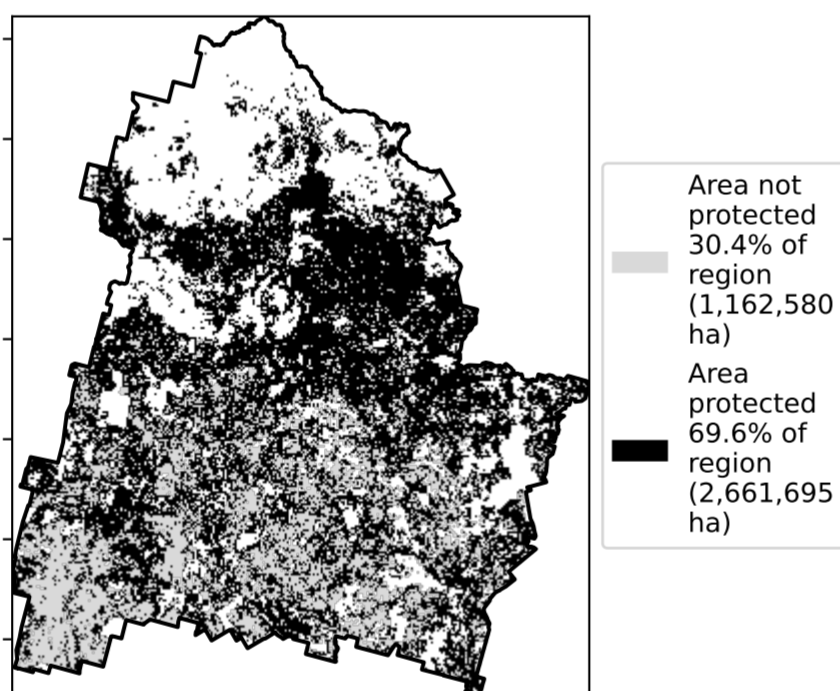 Area not
protected
30.4% of
region
(1,162,580
ha)
Area
protected
69.6% of
region
(2,661,695
ha)